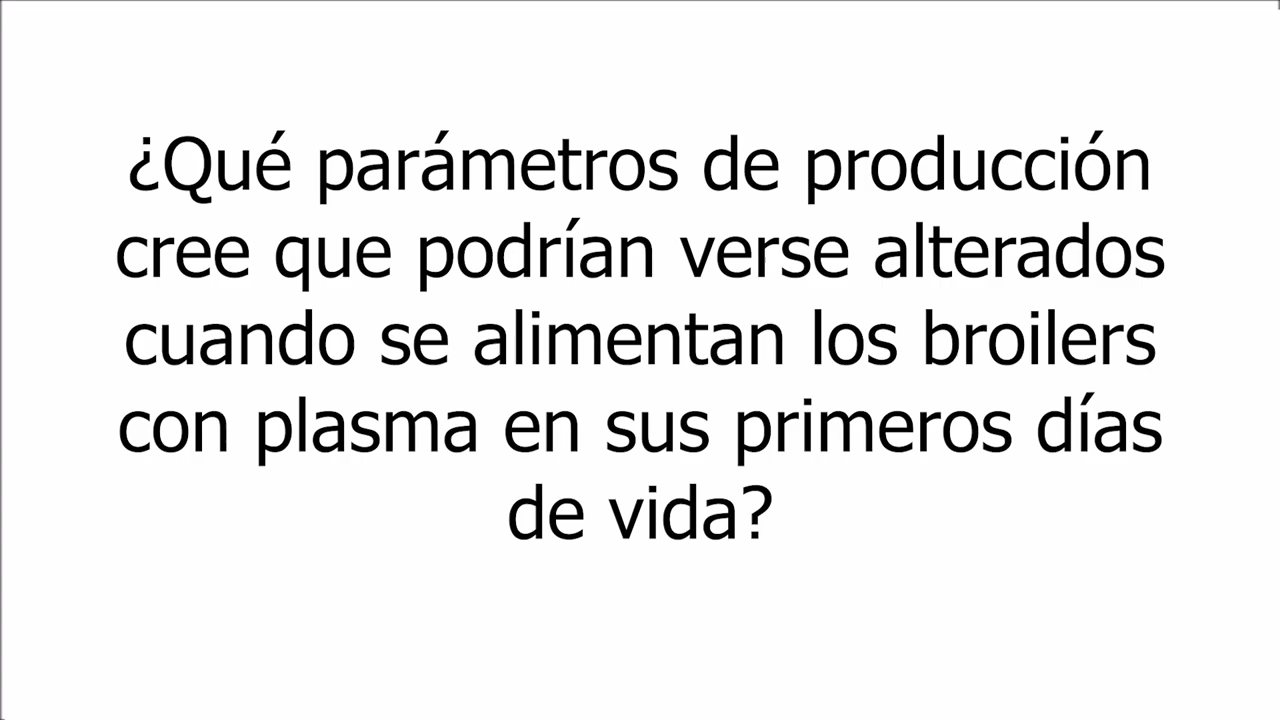 ¿Qué parámetros de producción
cree que podrían verse alterados
cuando se alimentan los broilers
con plasma en sus primeros días
de vida?